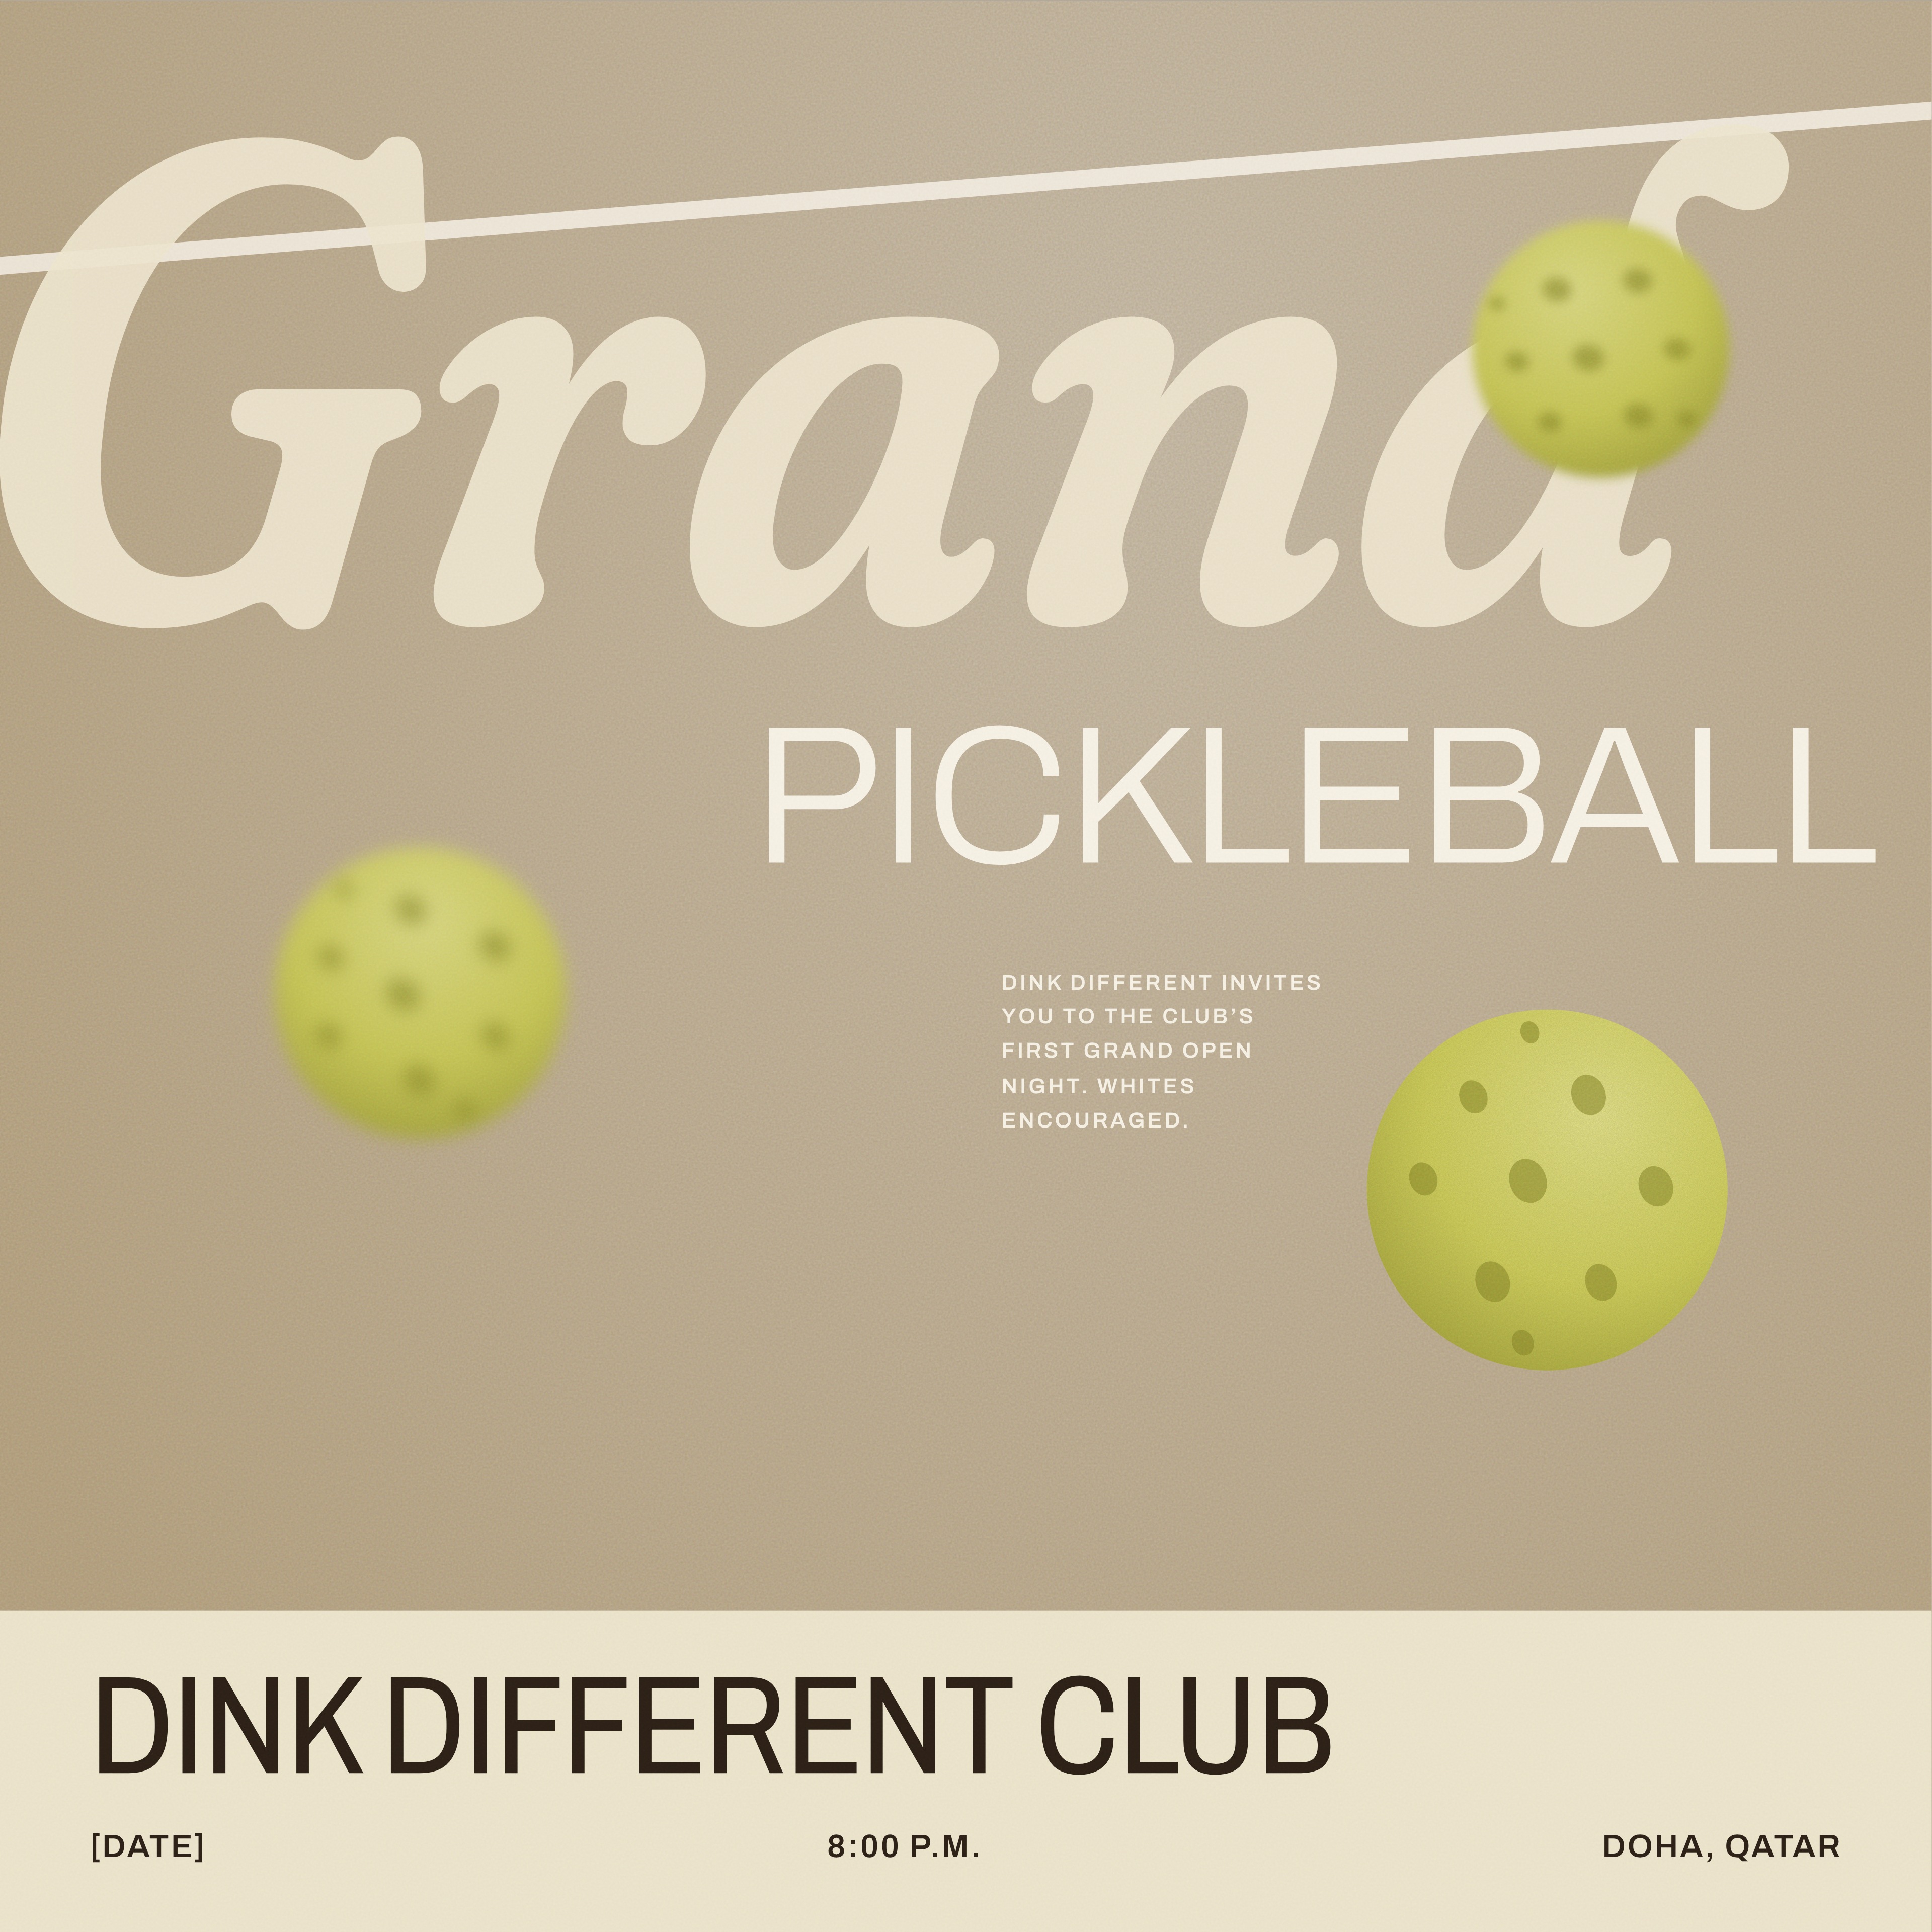 Grand
PICKLEBALL
DINK DIFFERENT INVITES
YOU TO THE CLUB’S
FIRST GRAND OPEN
NIGHT. WHITES
ENCOURAGED.
DINK DIFFERENT CLUB
[DATE]
8:00 P.M.
DOHA, QATAR